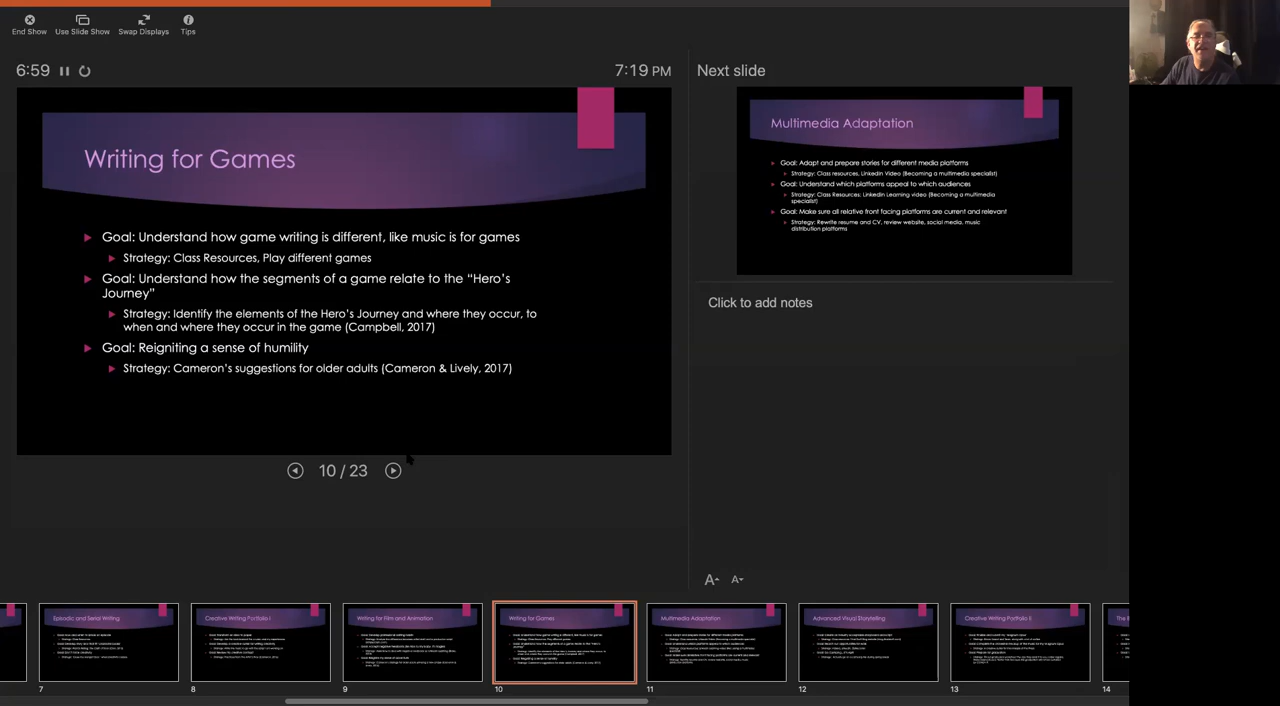 End Show
Use Slide Show
Swap Displays
Tips
6:59
7:19 PM
Writing for Games
Goal: Understand how game writing is different, like music is for games
Strategy: Class Resources, Play different games
Goal: Understand how the segments of a game relate to the “Hero’s
Journey”
Strategy: Identify the elements of the Hero’s Journey and where they occur, to
when and where they occur in the game (Campbell, 2017)
Goal: Reigniting a sense of humility
Strategy: Cameron’s suggestions for older adults (Cameron & Lively, 2017)
10 / 23
Next slide
Multimedia Adaptation
Goal: Adapt and prepare stories for different media platforms
Strategy: Class resources, LinkedIn Video (Becoming a multimedia specialist)
Goal: Understand which platforms appeal to which audiences
Strategy: Class Resources; LinkedIn Learning video (Becoming a multimedia
specialist)
Goal: Make sure all relative front facing platforms are current and relevant
Strategy: Rewrite resume and CV, review website, social media, music
distribution platforms
Click to add notes
A A
Episodic and Serial Writing
Creative Writing Portfolio I
Writing for Film and Animation
Writing for Games
Multimedia Adaptation
Advanced Visual Storytelling
Creative Writing Portfolio II
7
8
9
10
11
12
13
14